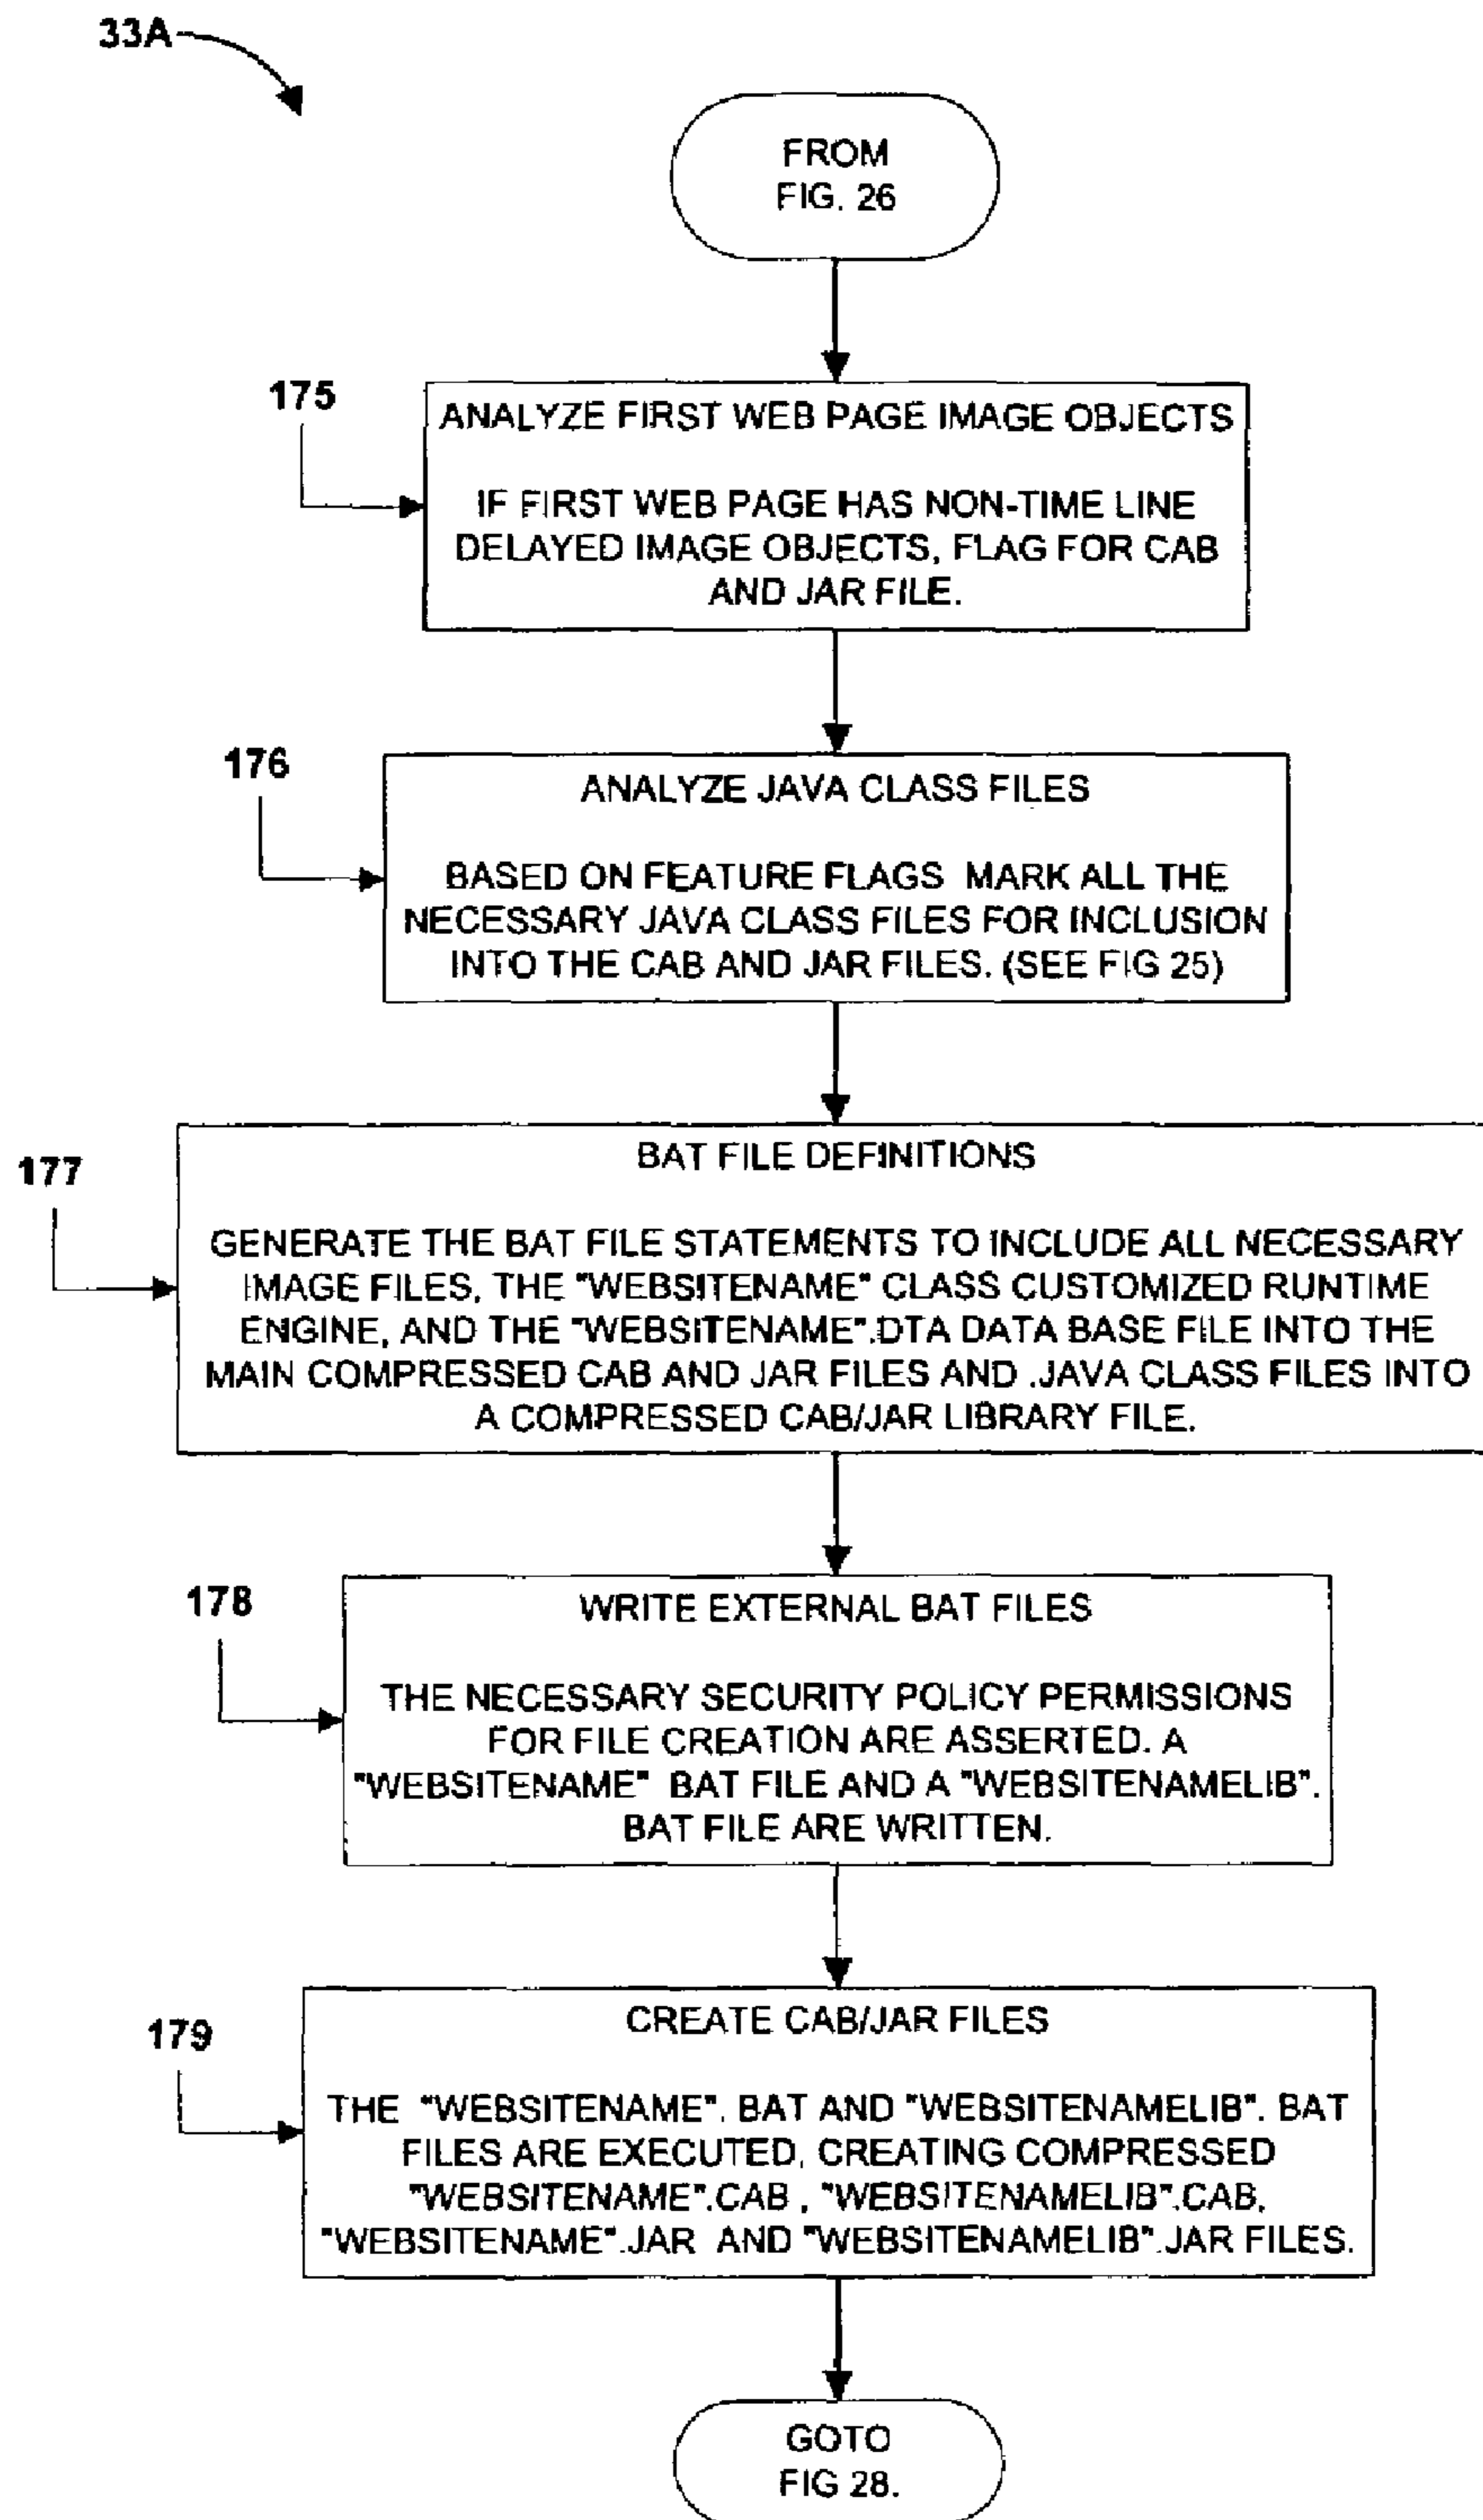 33A
FROM
FIG. 26
175
ANALYZE FIRST WEB PAGE IMAGE OBJECTS
IF FIRST WEB PAGE HAS NON-TIME LINE
DELAYED IMAGE OBJECTS, FLAG FOR CAB
AND JAR FILE.
176
ANALYZE JAVA CLASS FILES
BASED ON FEATURE FLAGS MARK ALL THE
NECESSARY JAVA CLASS FILES FOR INCLUSION
INTO THE CAB AND JAR FILES. (SEE FIG 25)
177
BAT FILE DEFINITIONS
GENERATE THE BAT FILE STATEMENTS TO INCLUDE ALL NECESSARY
IMAGE FILES, THE "WEBSITENAME" CLASS CUSTOMIZED RUNTIME
ENGINE, AND THE "WEBSITENAME".DTA DATA BASE FILE INTO THE
MAIN COMPRESSED CAB AND JAR FILES AND .JAVA CLASS FILES INTO
A COMPRESSED CAB/JAR LIBRARY FILE.
178
WRITE EXTERNAL BAT FILES
THE NECESSARY SECURITY POLICY PERMISSIONS
FOR FILE CREATION ARE ASSERTED. A
"WEBSITENAME" BAT FILE AND A "WEBSITENAMELIB".
BAT FILE ARE WRITTEN.
179
CREATE CAB/JAR FILES
THE "WEBSITENAME". BAT AND "WEBSITENAMELIB". BAT
FILES ARE EXECUTED, CREATING COMPRESSED
"WEBSITENAME".CAB , "WEBSITENAMELIB".CAB,
"WEBSITENAME".JAR AND "WEBSITENAMELIB".JAR FILES.
GOTO
FIG 28.